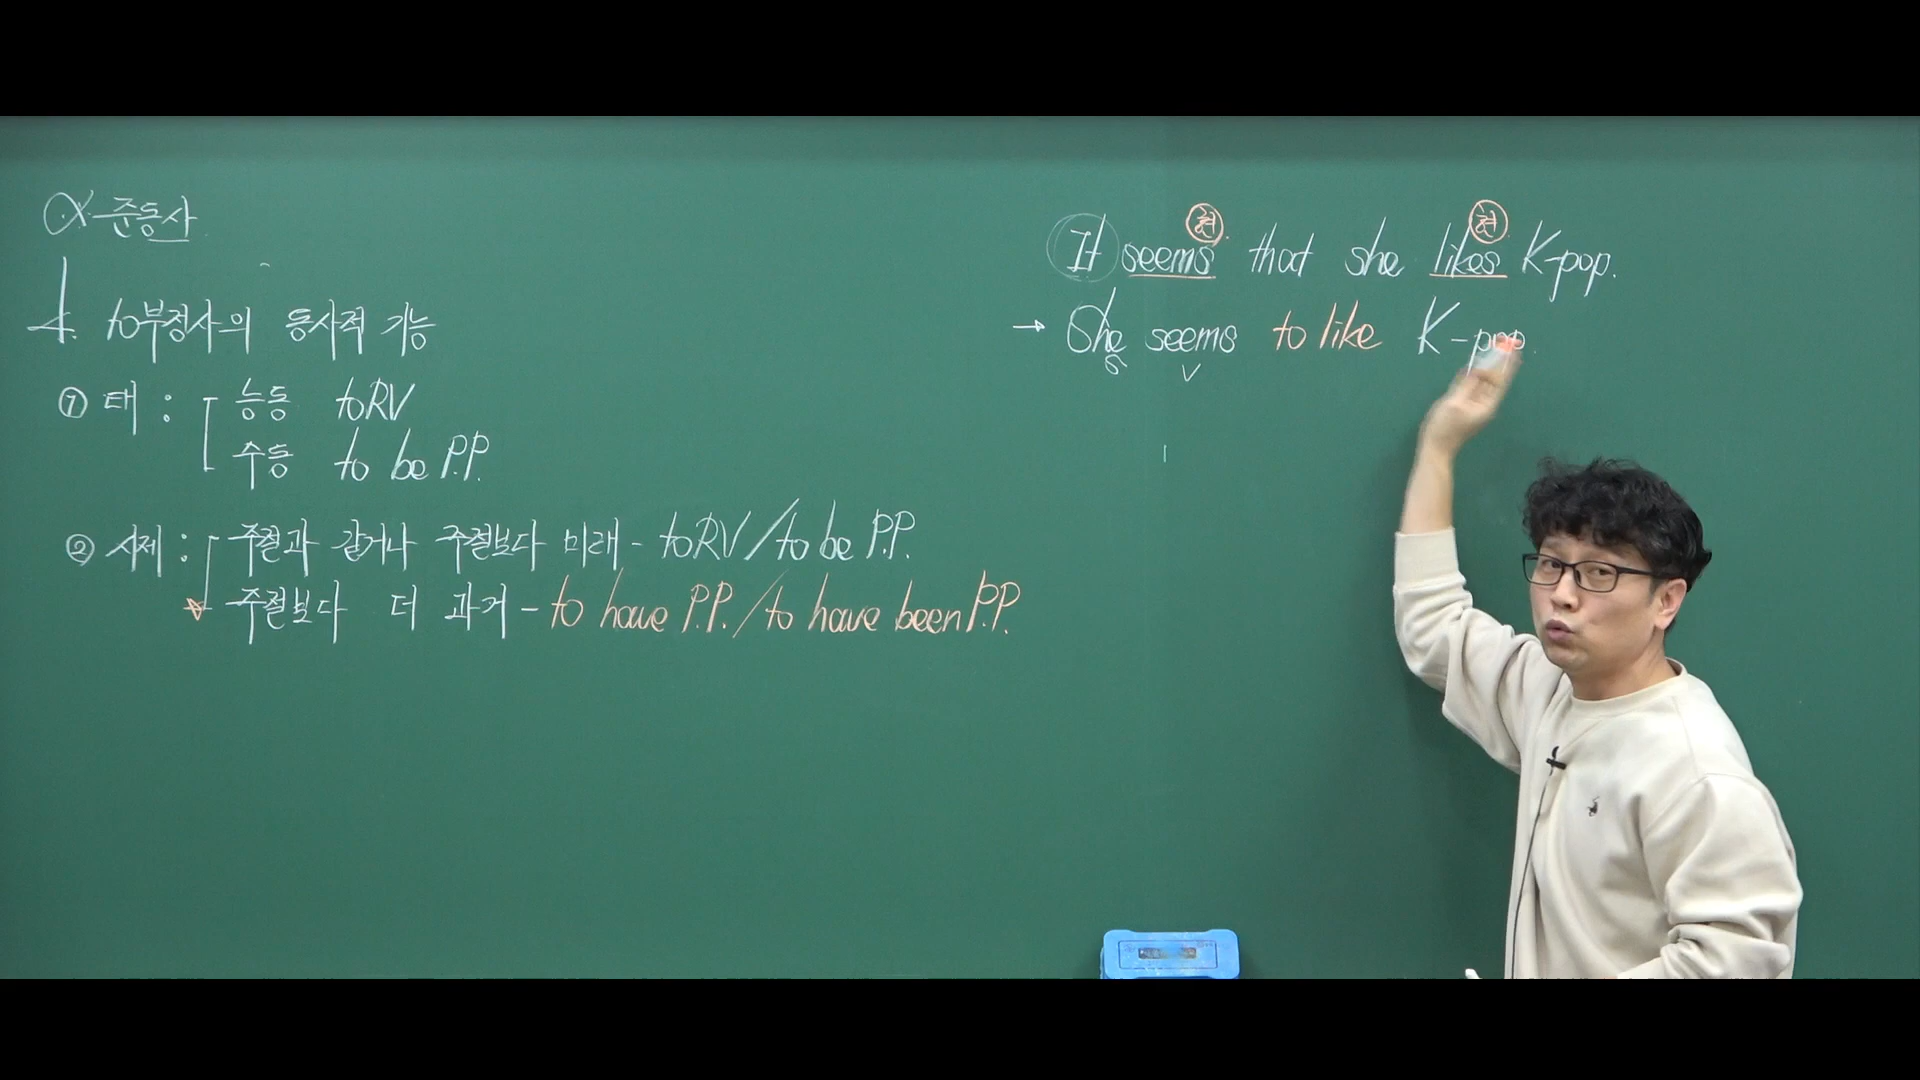 α-준동사
4. to부정사의 동사적 기능
① 태 : 능동 toRV
수동 to be P.P.
② 시제 : 주절과 같거나 주절보다 미래 - toRV / to be P.P.
주절보다 더 과거 - to have P.P. / to have been P.P.
현 현
It seems that she likes K-pop.
→ She seems to like K-pop.
S V